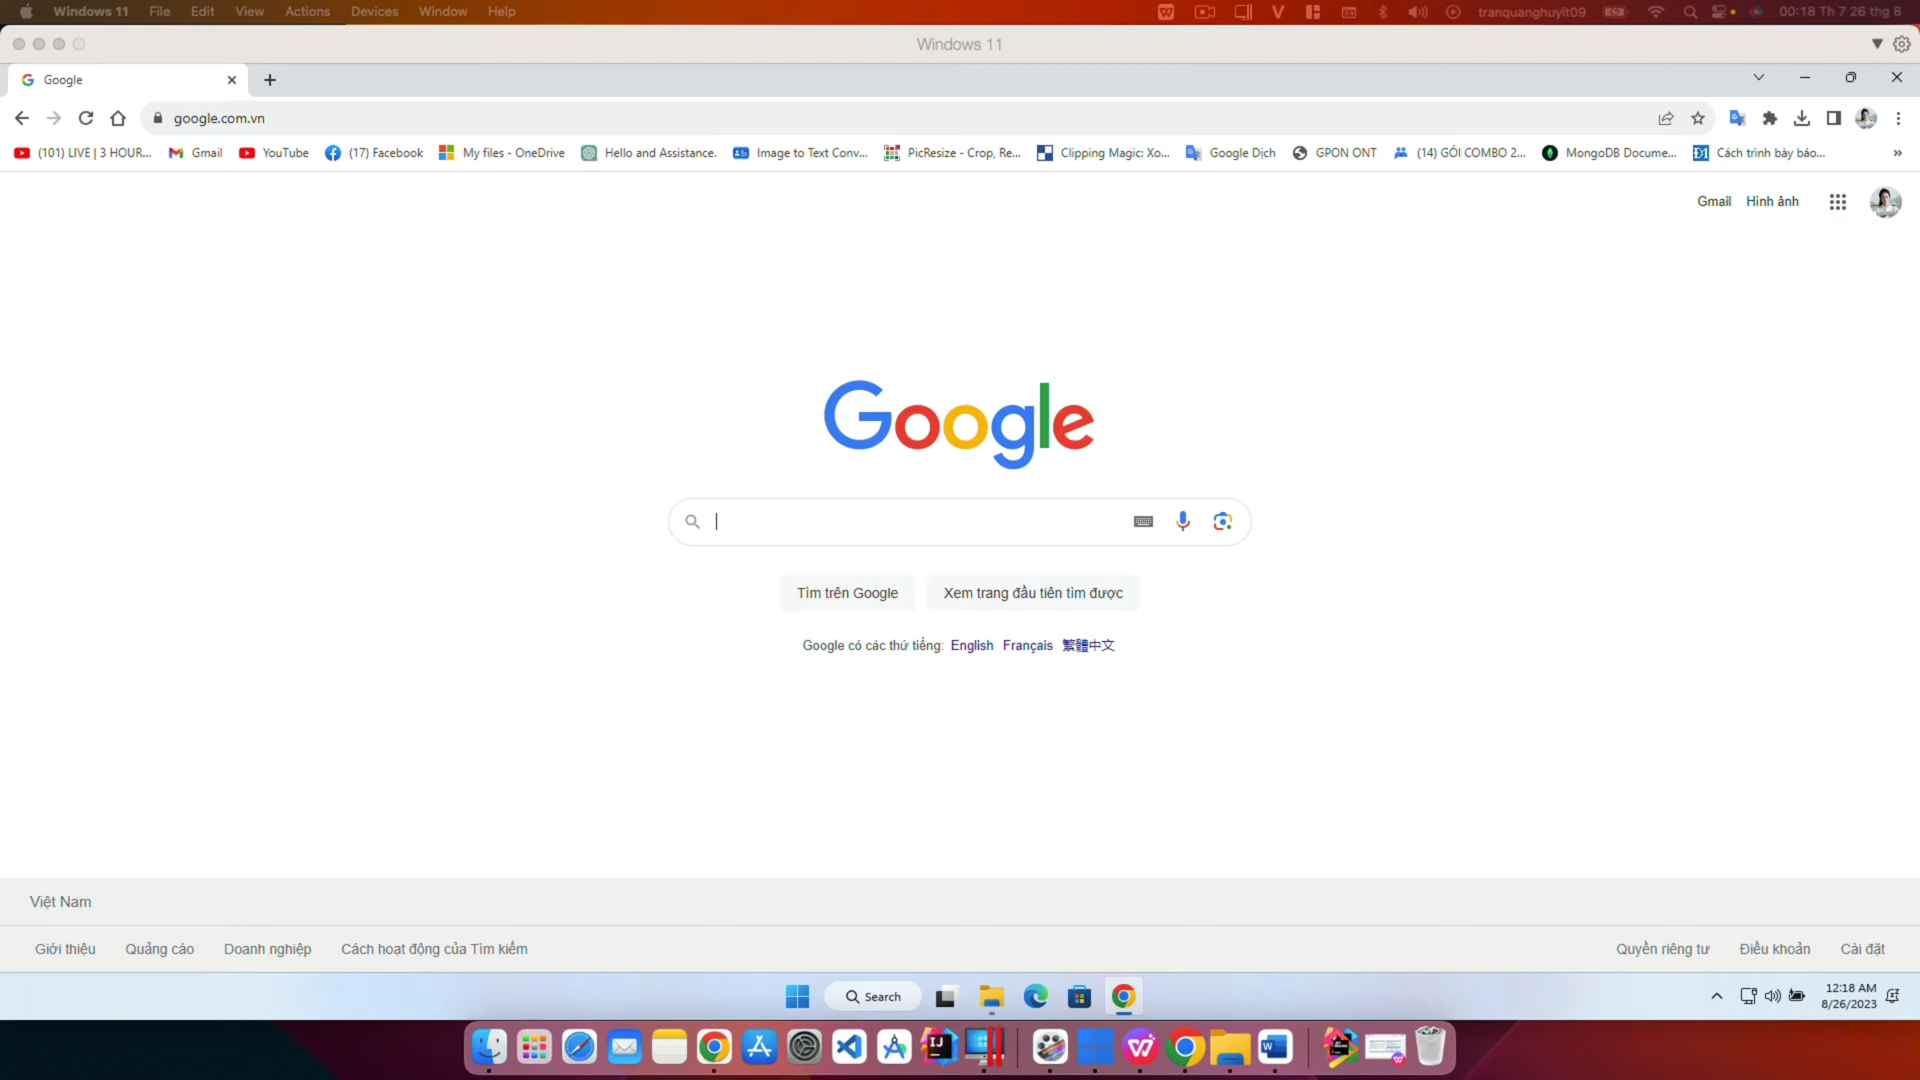 Windows 11 File Edit View Actions Devices Window Help tranquanghuyit09 00:18 Th 7 26 thg 8
Windows 11
Google
google.com.vn
(101) LIVE | 3 HOUR... Gmail YouTube (17) Facebook My files - OneDrive Hello and Assistance. Image to Text Conv... PicResize - Crop, Re... Clipping Magic: Xo... Google Dịch GPON ONT (14) GÓI COMBO 2... MongoDB Docume... Cách trình bày báo... »
Gmail Hình ảnh
Google
Tìm trên Google Xem trang đầu tiên tìm được
Google có các thứ tiếng: English Français 繁體中文
Việt Nam
Giới thiệu Quảng cáo Doanh nghiệp Cách hoạt động của Tìm kiếm Quyền riêng tư Điều khoản Cài đặt
Search 12:18 AM
8/26/2023